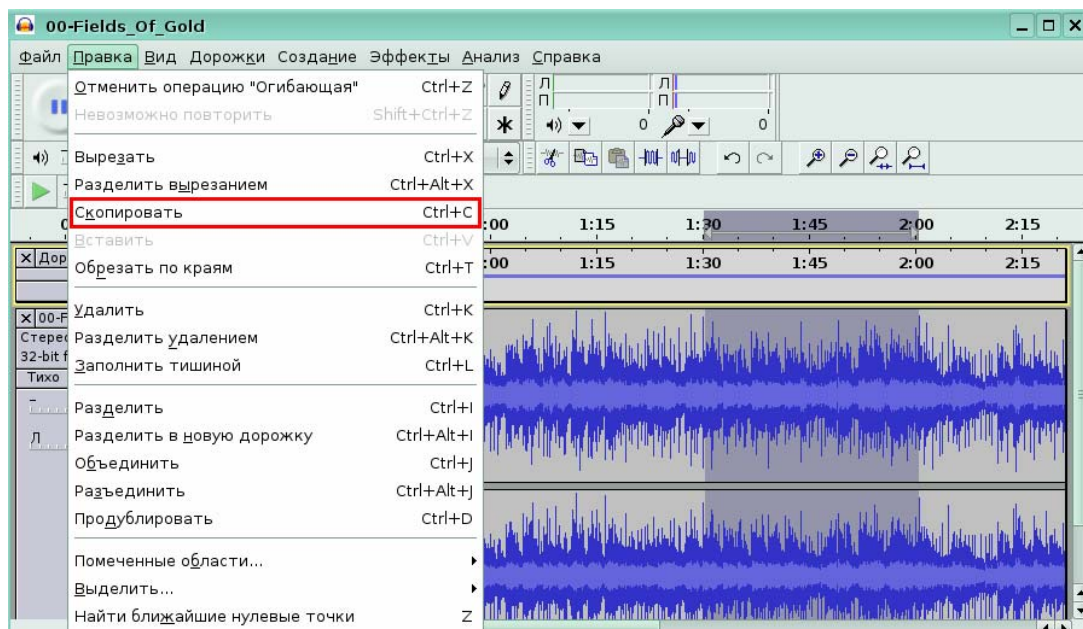 00-Fields_Of_Gold
Файл Правка Вид Дорожки Создание Эффекты Анализ Справка
Отменить операцию "Огибающая" Ctrl+Z
Невозможно повторить Shift+Ctrl+Z
Вырезать Ctrl+X
Разделить вырезанием Ctrl+Alt+X
Скопировать Ctrl+C
Вставить Ctrl+V
Обрезать по краям Ctrl+T
Удалить Ctrl+K
Разделить удалением Ctrl+Alt+K
Заполнить тишиной Ctrl+L
Разделить Ctrl+I
Разделить в новую дорожку Ctrl+Alt+I
Объединить Ctrl+J
Разъединить Ctrl+Alt+J
Продублировать Ctrl+D
Помеченные области...
Выделить...
Найти ближайшие нулевые точки Z
Л Л
П П
0 0
:00 1:15 1:30 1:45 2:00 2:15
:00 1:15 1:30 1:45 2:00 2:15
X Дор
X 00-F
Стерео
32-bit f
Тихо
Л